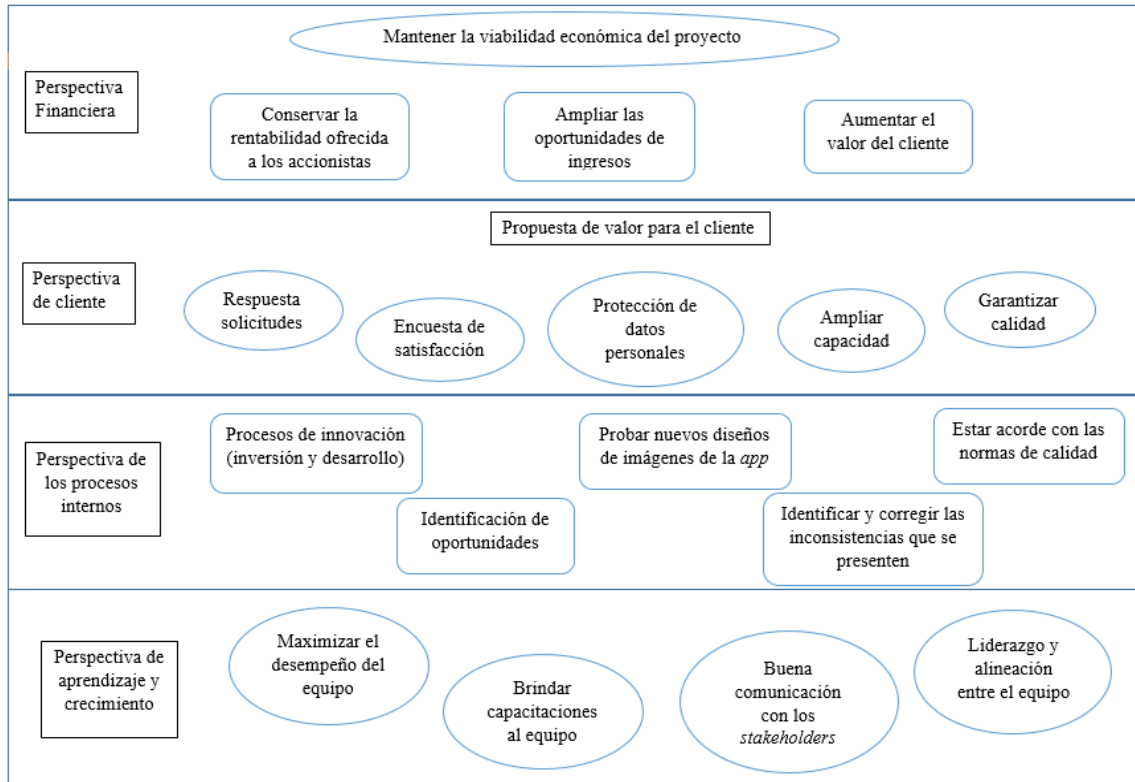 Mantener la viabilidad económica del proyecto
Perspectiva
Financiera
Conservar la
rentabilidad ofrecida
a los accionistas
Ampliar las
oportunidades de
ingresos
Aumentar el
valor del cliente
Propuesta de valor para el cliente
Perspectiva
de cliente
Respuesta
solicitudes
Encuesta de
satisfacción
Protección de
datos
personales
Ampliar
capacidad
Garantizar
calidad
Perspectiva de
los procesos
internos
Procesos de innovación
(inversión y desarrollo)
Identificación de
oportunidades
Probar nuevos diseños
de imágenes de la app
Identificar y corregir las
inconsistencias que se
presenten
Estar acorde con las
normas de calidad
Perspectiva de
aprendizaje y
crecimiento
Maximizar el
desempeño del
equipo
Brindar
capacitaciones
al equipo
Buena
comunicación
con los
stakeholders
Liderazgo y
alineación
entre el equipo